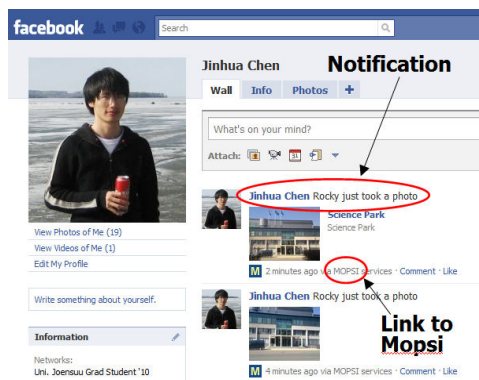 facebook
Search
Jinhua Chen
Notification
Wall Info Photos +
What's on your mind?
Attach: 31
Jinhua Chen Rocky just took a photo
Science Park
Science Park
M 2 minutes ago via MOPSI services · Comment · Like
View Photos of Me (19)
View Videos of Me (1)
Edit My Profile
Write something about yourself.
Jinhua Chen Rocky just took a photo
Link to
Mopsi
Information
Networks:
Uni. Joensuu Grad Student '10
M 4 minutes ago via MOPSI services · Comment · Like